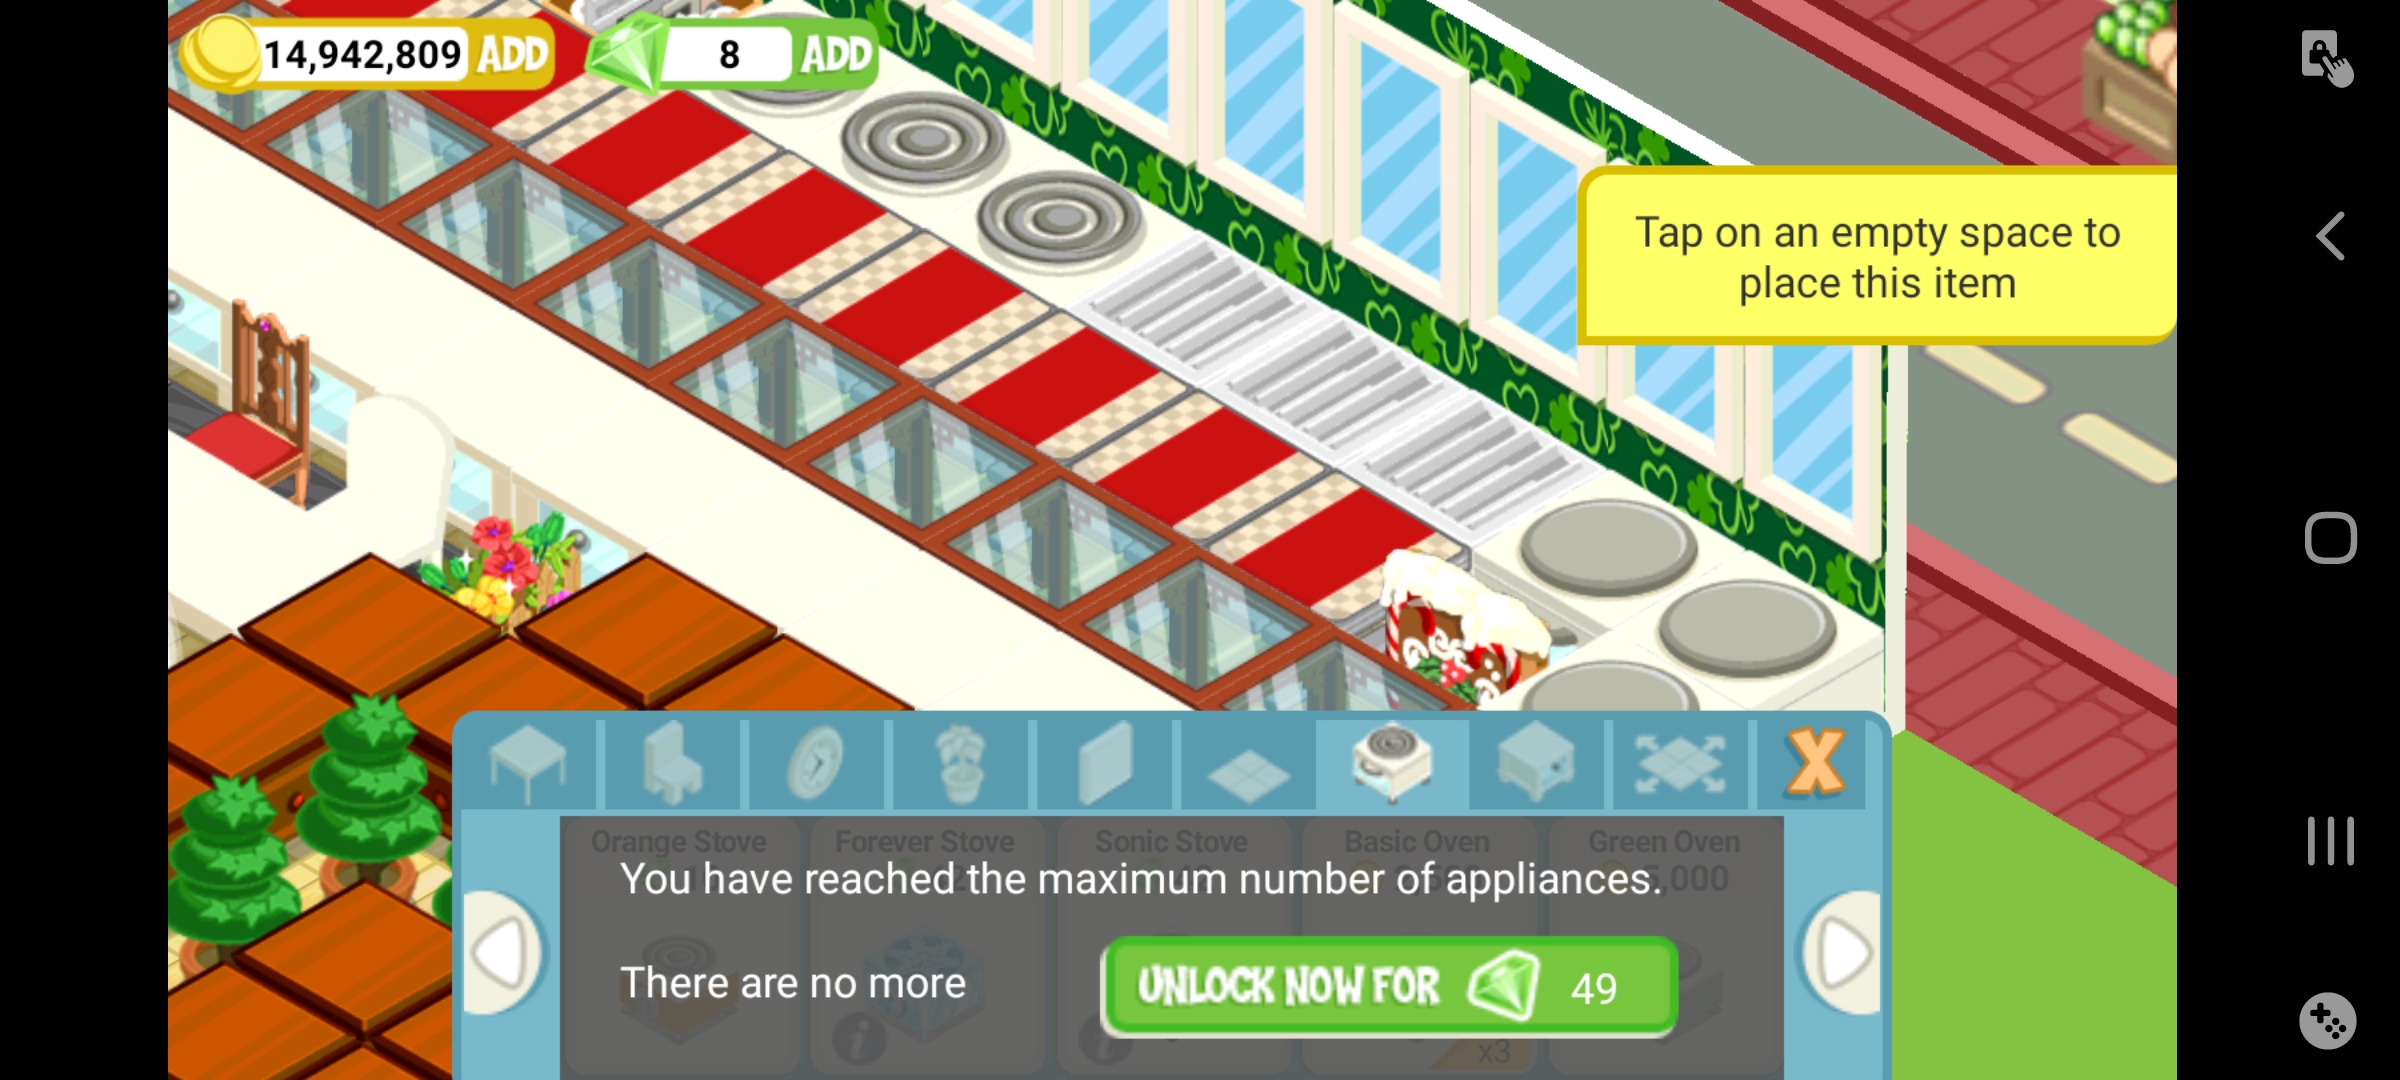 14,942,809 ADD 8 ADD
Tap on an empty space to
place this item
Orange Stove Forever Stove Sonic Stove Basic Oven Green Oven
You have reached the maximum number of appliances.
There are no more UNLOCK NOW FOR 49
x3